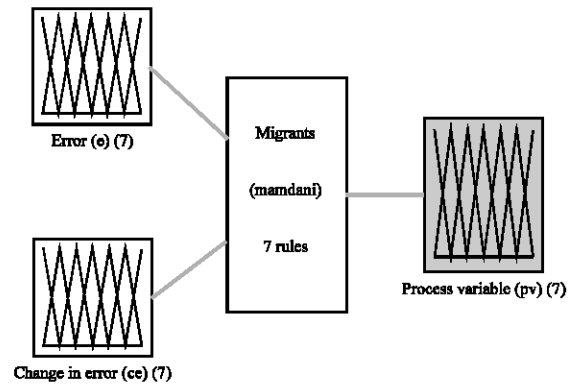 Error (e) (7)
Migrants
(mamdani)
7 rules
Process variable (pv) (7)
Change in error (ce) (7)